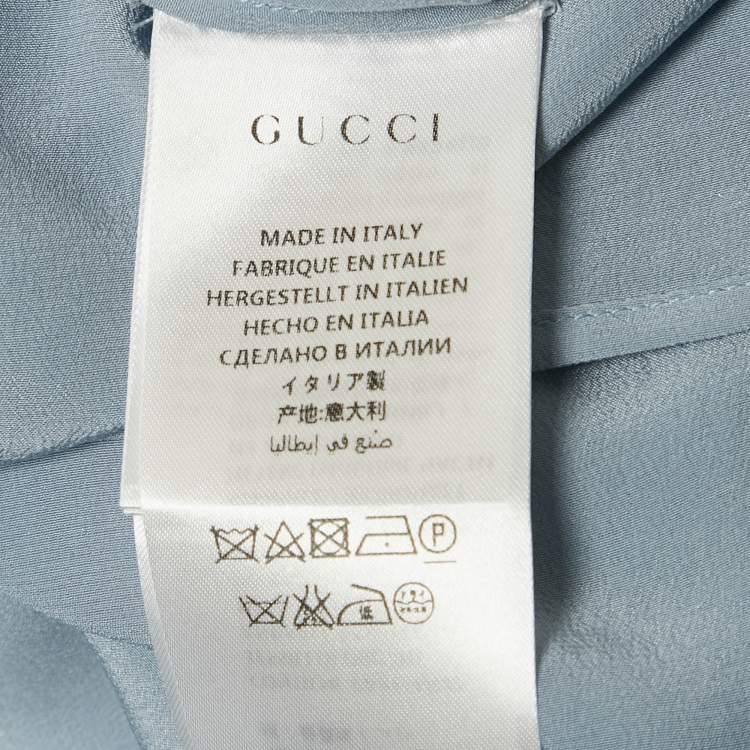 GUCCI
MADE IN ITALY
FABRIQUE EN ITALIE
HERGESTELLT IN ITALIEN
HECHO EN ITALIA
СДЕЛАНО В ИТАЛИИ
イタリア製
产地:意大利
صنع في إيطاليا
P
低